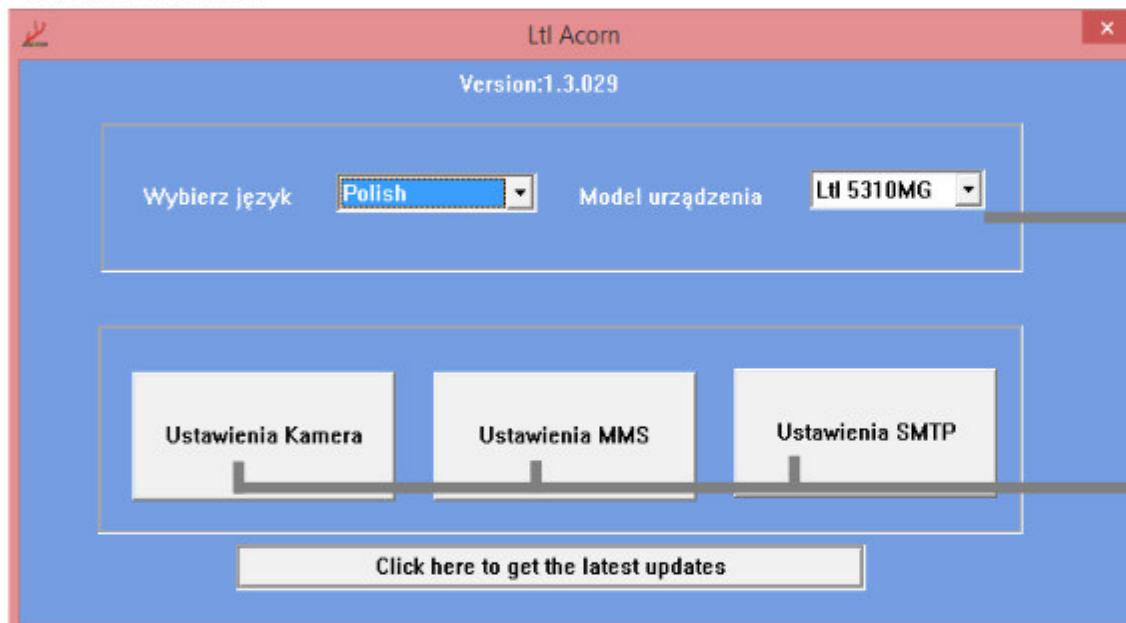 Ltl Acorn
Version:1.3.029
Wybierz język Polish Model urządzenia Ltl 5310MG
Ustawienia Kamera Ustawienia MMS Ustawienia SMTP
Click here to get the latest updates